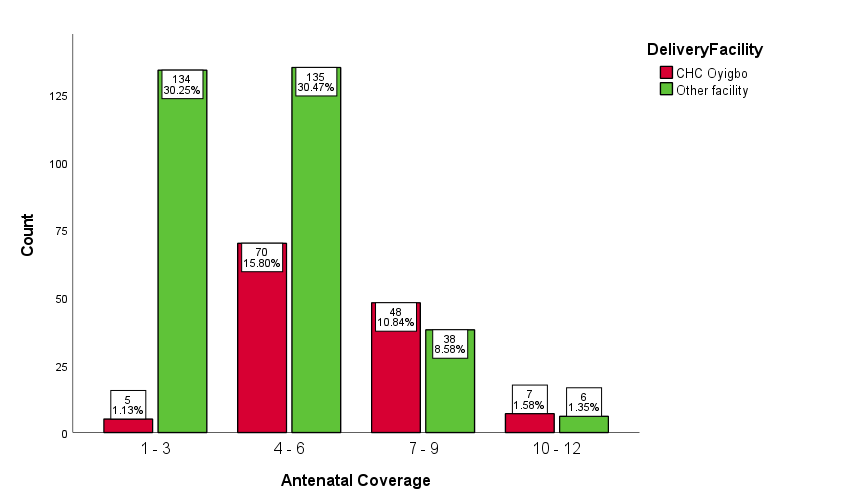 DeliveryFacility
CHC Oyigbo
Other facility
Count
125
100
75
50
25
0
134
30.25%
135
30.47%
70
15.80%
48
10.84%
38
8.58%
5
1.13%
7
1.58%
6
1.35%
1 - 3
4 - 6
7 - 9
10 - 12
Antenatal Coverage